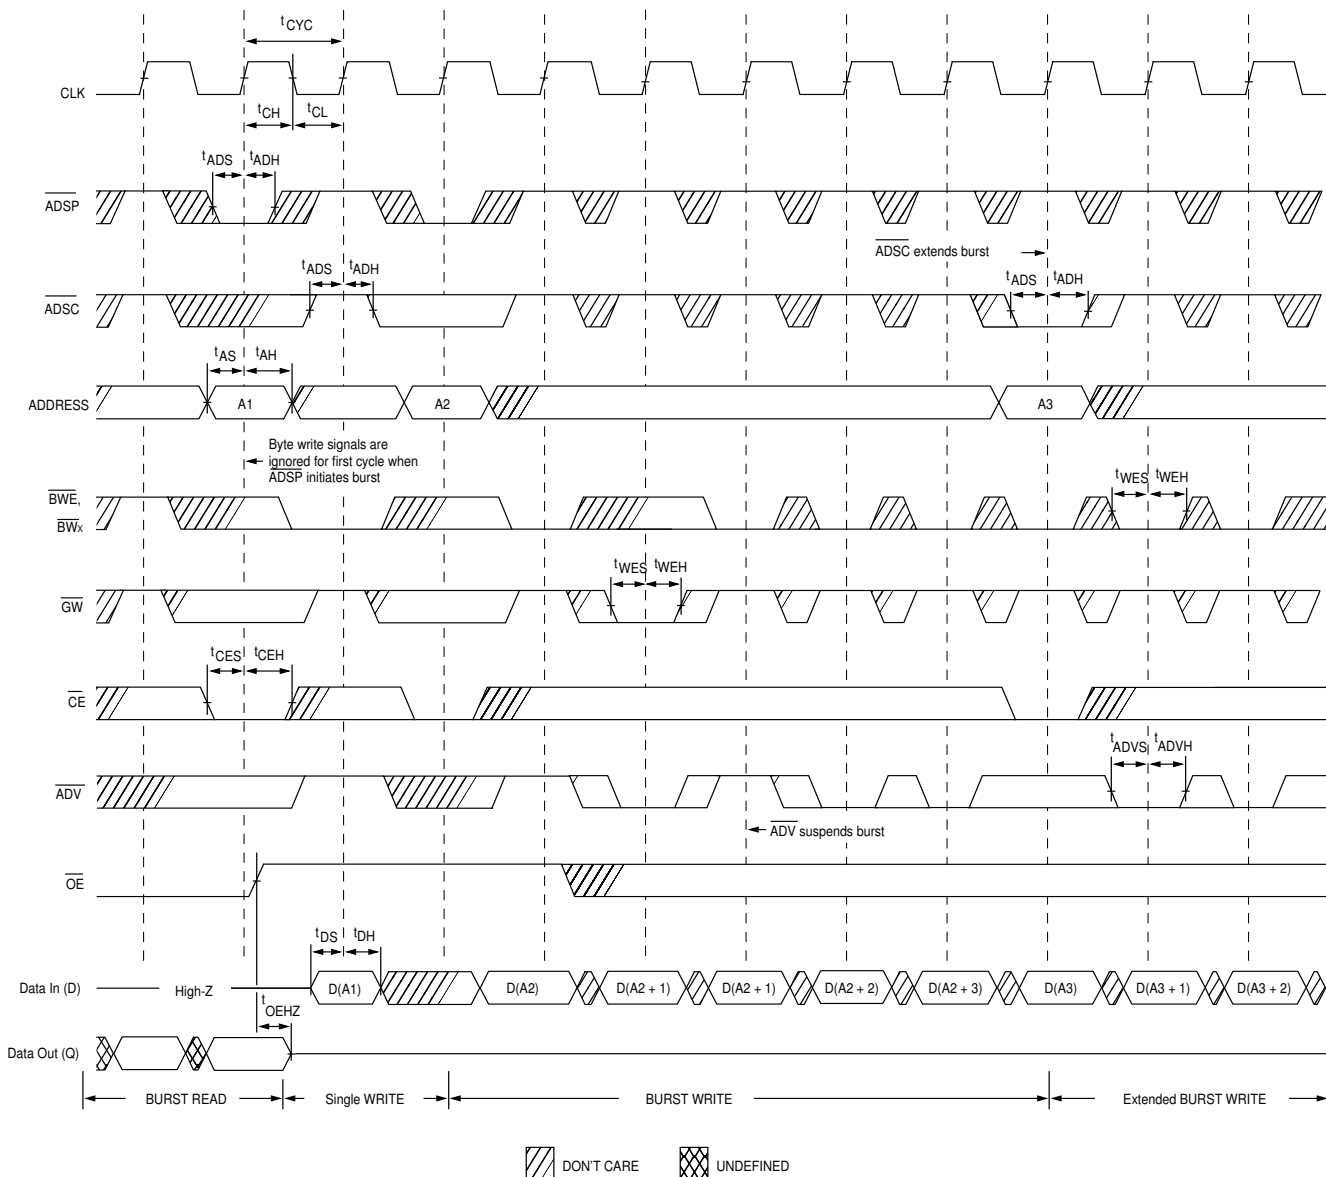 tCYC
CLK
tCH
tCL
tADS tADH
ADSP
ADSC extends burst
tADS tADH
tADS tADH
ADSC
tAS tAH
ADDRESS A1 A2 A3
Byte write signals are
ignored for first cycle when
ADSP initiates burst
tWES tWEH
BWE,
BWx
tWES tWEH
GW
tCES tCEH
CE
tADVS tADVH
ADV
ADV suspends burst
OE
tDS tDH
Data In (D) High-Z D(A1) D(A2) D(A2 + 1) D(A2 + 1) D(A2 + 2) D(A2 + 3) D(A3) D(A3 + 1) D(A3 + 2)
tOEHZ
Data Out (Q)
BURST READ Single WRITE BURST WRITE Extended BURST WRITE
DON'T CARE UNDEFINED